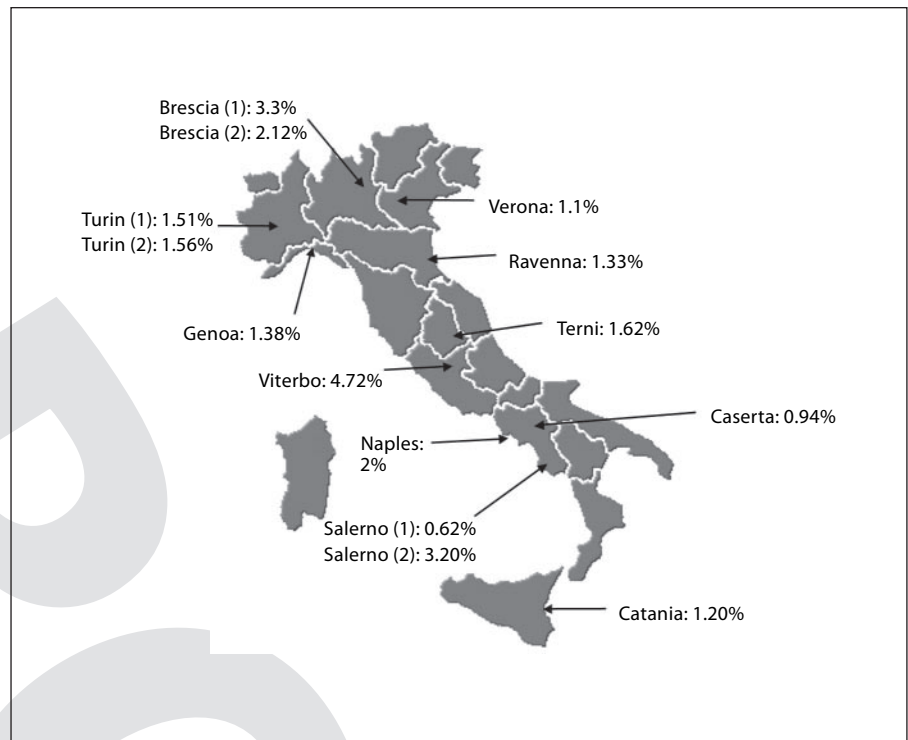 Brescia (1): 3.3%
Brescia (2): 2.12%
Verona: 1.1%
Turin (1): 1.51%
Turin (2): 1.56%
Ravenna: 1.33%
Genoa: 1.38%
Terni: 1.62%
Viterbo: 4.72%
Caserta: 0.94%
Naples:
2%
Salerno (1): 0.62%
Salerno (2): 3.20%
Catania: 1.20%